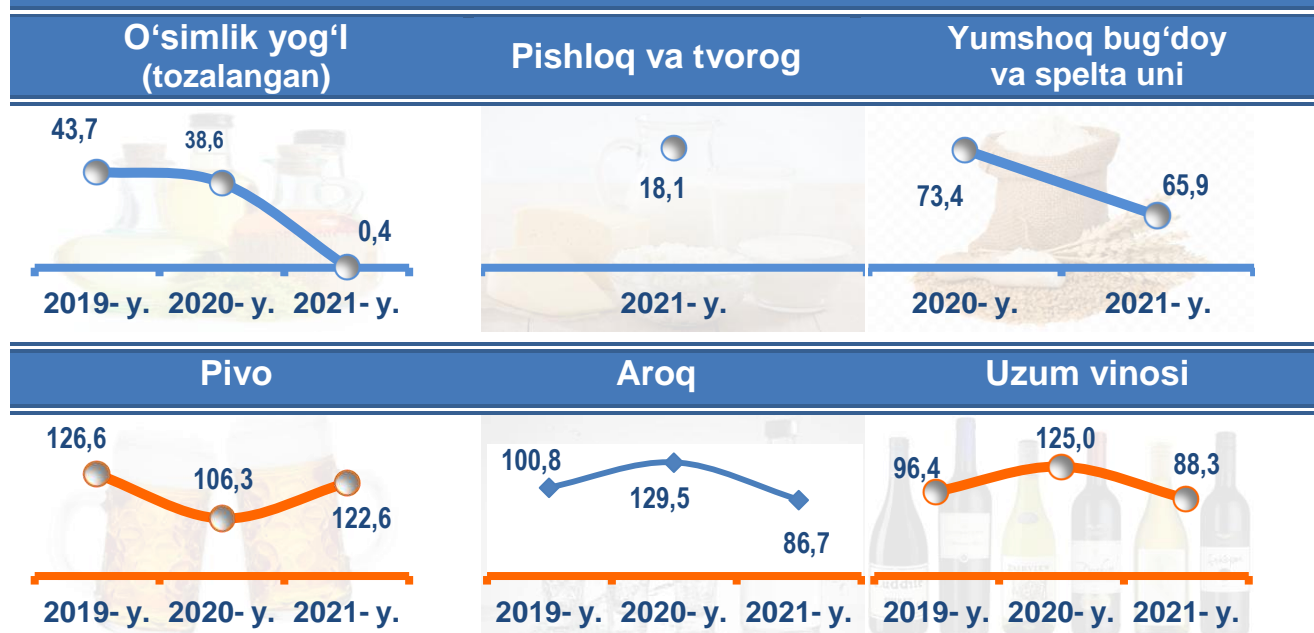 O‘simlik yog‘I
(tozalangan)
Pishloq va tvorog
Yumshoq bug‘doy
va spelta uni
43,7
38,6
0,4
2019- y. 2020- y. 2021- y.
18,1
2021- y.
73,4
65,9
2020- y. 2021- y.
Pivo
Aroq
Uzum vinosi
126,6
106,3
122,6
2019- y. 2020- y. 2021- y.
100,8
129,5
86,7
2019- y. 2020- y. 2021- y.
96,4
125,0
88,3
2019- y. 2020- y. 2021- y.